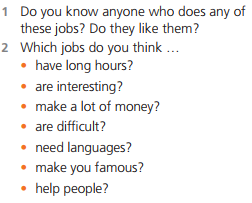 1 Do you know anyone who does any of
these jobs? Do they like them?
2 Which jobs do you think …
• have long hours?
• are interesting?
• make a lot of money?
• are difficult?
• need languages?
• make you famous?
• help people?